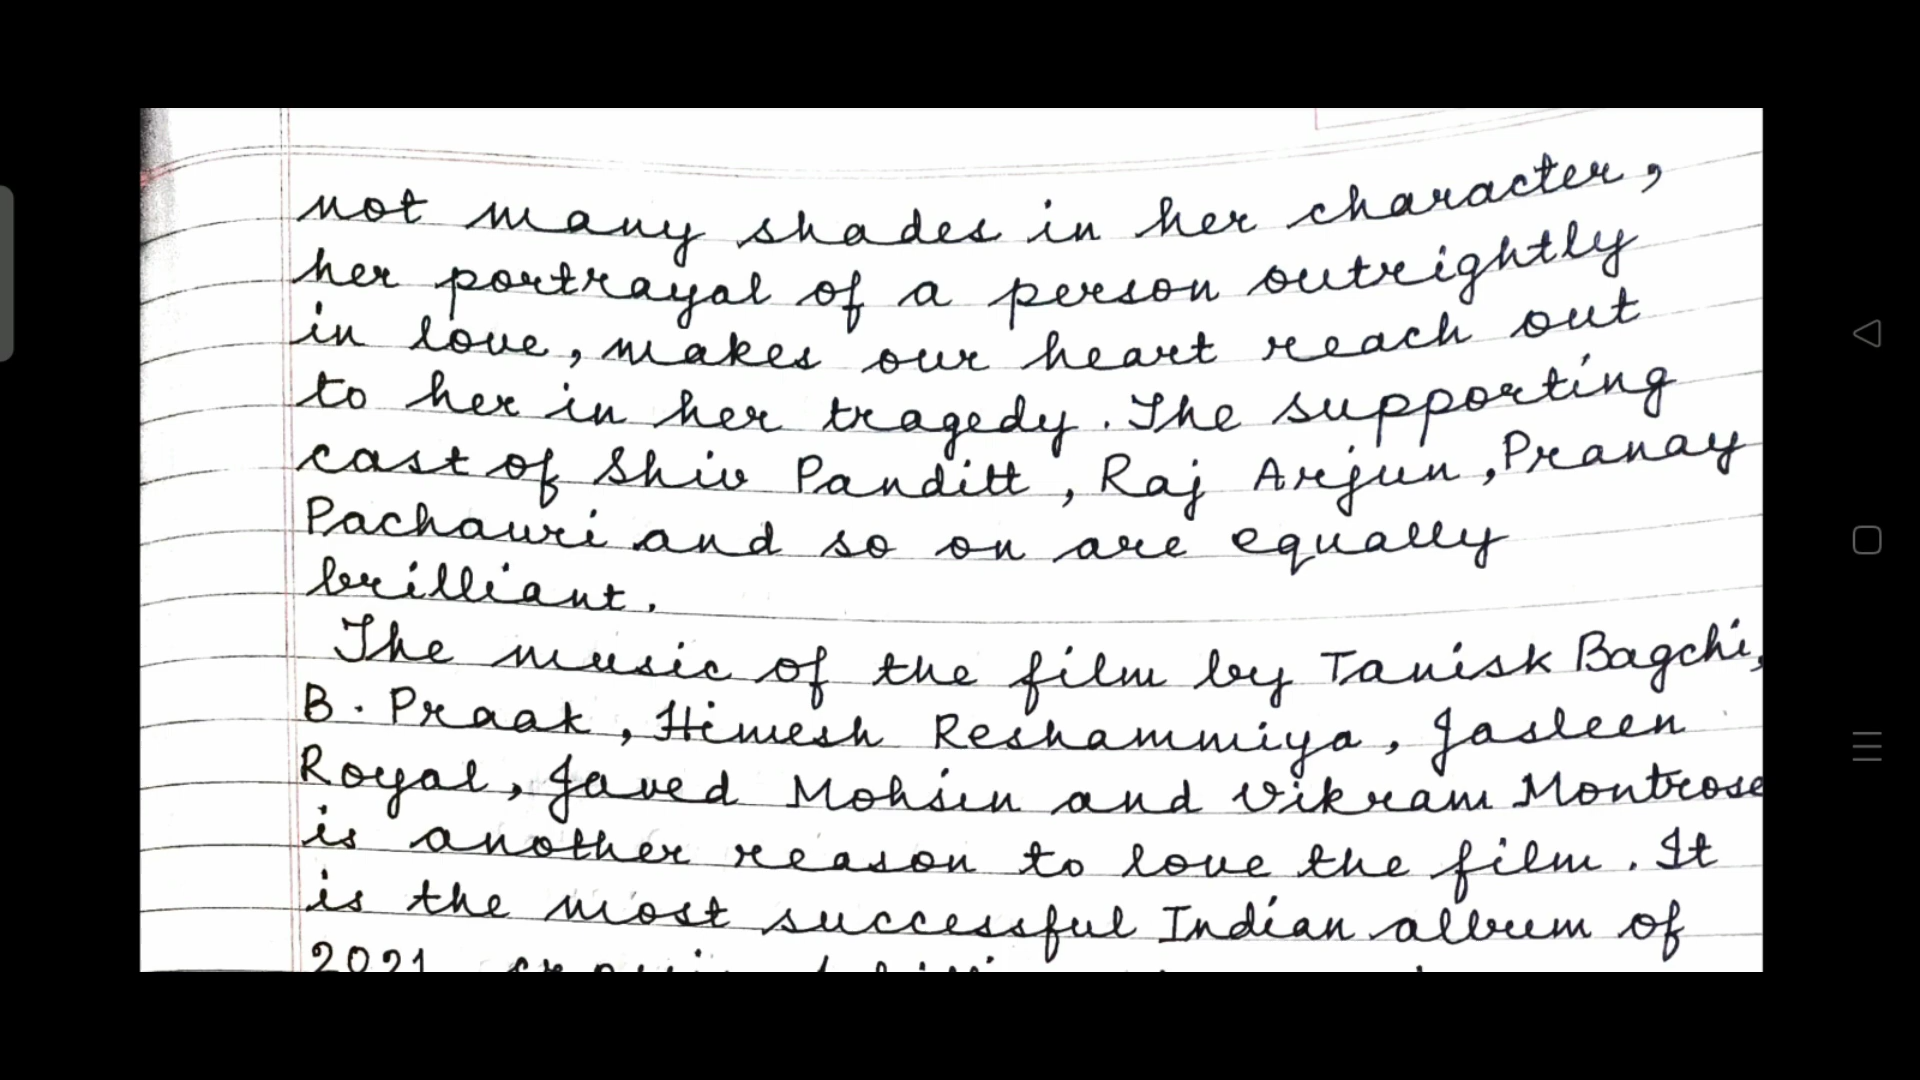 not many shades in her character,
her portrayal of a person outrightly
in love, makes our heart reach out
to her in her tragedy. The supporting
cast of Shiv Panditt, Raj Arjun, Pranay
Pachauri and so on are equally
brilliant.
The music of the film by Tanisk Bagchi,
B. Praak, Himesh Reshammiya, Jasleen
Royal, Javed Mohsin and Vikram Montrose
is another reason to love the film. It
is the most successful Indian album of
2021